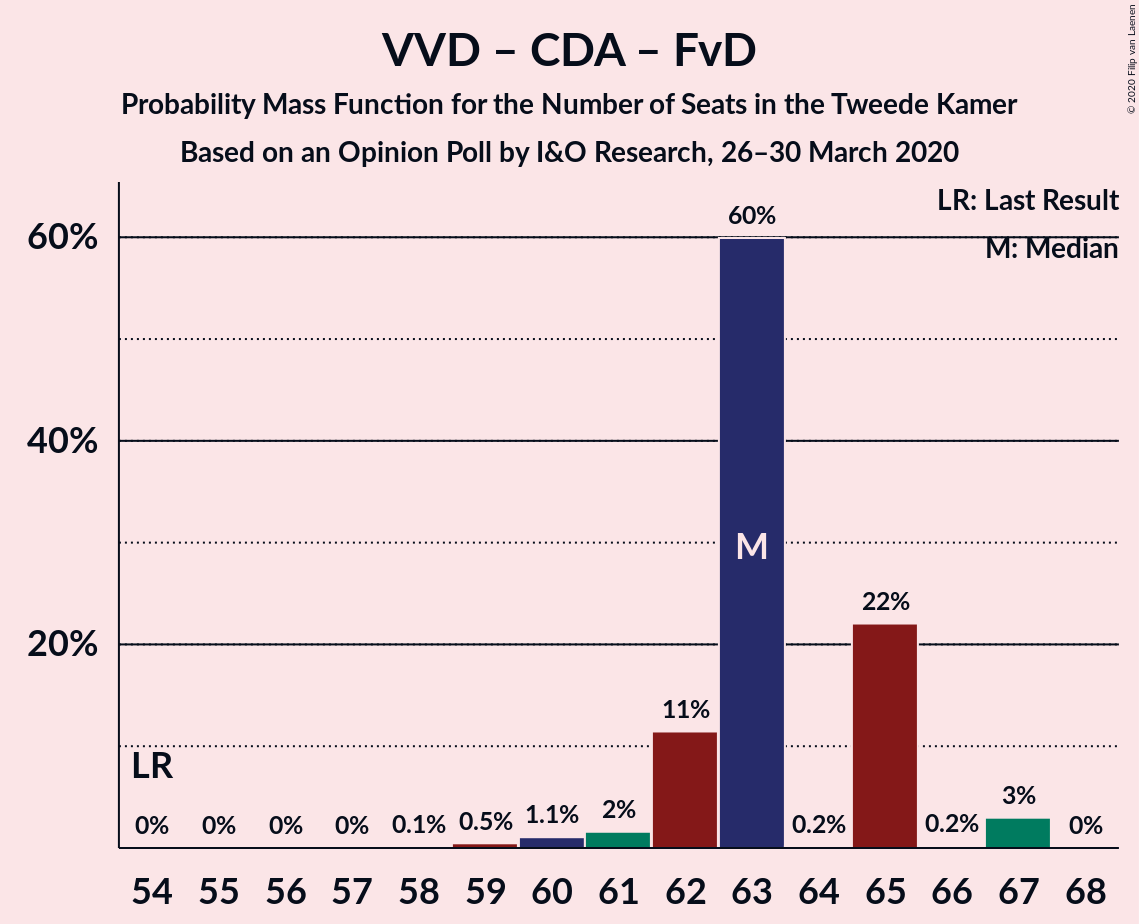 VVD – CDA – FvD
Probability Mass Function for the Number of Seats in the Tweede Kamer
Based on an Opinion Poll by I&O Research, 26–30 March 2020
© 2020 Filip van Laenen
LR: Last Result
M: Median
60%
40%
20%
LR
M
0%
0%
0%
0%
0.1%
0.5%
1.1%
2%
11%
60%
0.2%
22%
0.2%
3%
0%
54 55 56 57 58 59 60 61 62 63 64 65 66 67 68